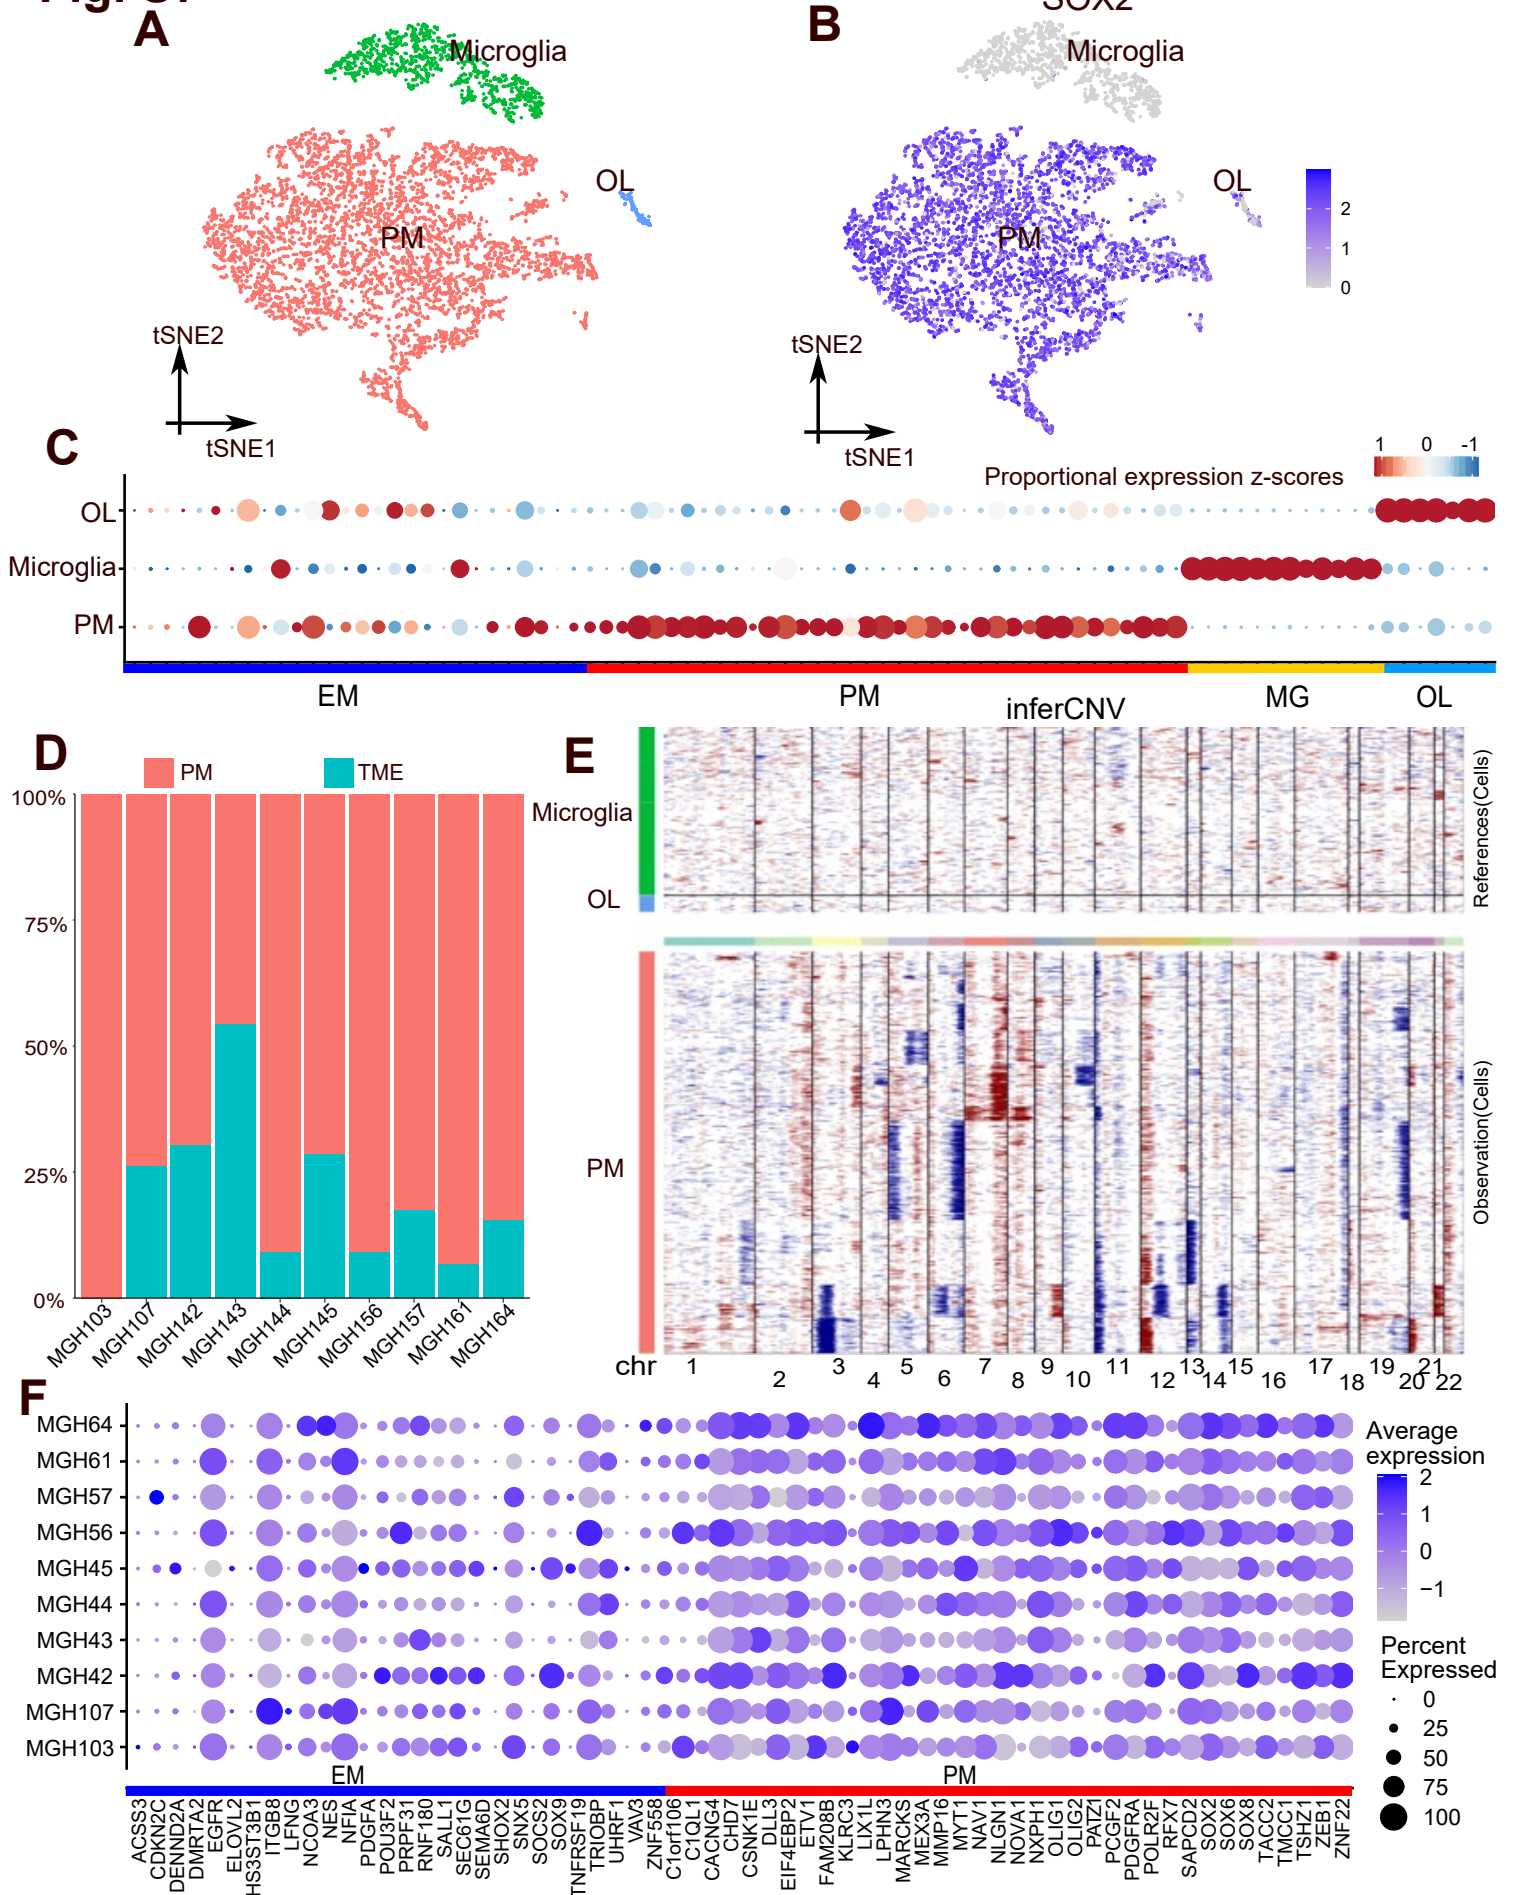 A
Microglia
OL
PM
tSNE2
tSNE1
B
SOX2
Microglia
OL
PM
2
1
0
tSNE2
tSNE1
C
Proportional expression z-scores
1 0 -1
OL
Microglia
PM
EM PM MG OL
D
PM TME
100%
75%
50%
25%
0%
MGH103 MGH107 MGH142 MGH143 MGH144 MGH145 MGH156 MGH157 MGH161 MGH164
E
inferCNV
Microglia
OL
PM
References(Cells)
Observation(Cells)
chr 1 2 3 4 5 6 7 8 9 10 11 12 13 14 15 16 17 18 19 20 21 22
F
MGH64
MGH61
MGH57
MGH56
MGH45
MGH44
MGH43
MGH42
MGH107
MGH103
EM PM
ACSS3 CDKN2C DENND2A DMRTA2 EGFR ELOVL2 HS3ST3B1 ITGB8 LFNG NCOA3 NES NFIA PDGFA POU3F2 PRPF31 RNF180 SALL1 SEC61G SEMA6D SHOX2 SNX5 SOCS2 SOX9 TNFRSF19 TRIOBP UHRF1 VAV3 ZNF558 C1orf106 C1QL1 CACNG4 CHD7 CSNK1E DLL3 EIF4EBP2 ETV1 FAM208B KLRC3 LIX1L LPHN3 MARCKS MEX3A MMP16 MYT1 NAV1 NLGN1 NOVA1 NXPH1 OLIG1 OLIG2 PATZ1 PCGF2 PDGFRA POLR2F RFX7 SAPCD2 SOX2 SOX6 SOX8 TACC2 TMCC1 TSHZ1 ZEB1 ZNF22
Average
expression
2
1
0
−1
Percent
Expressed
0
25
50
75
100